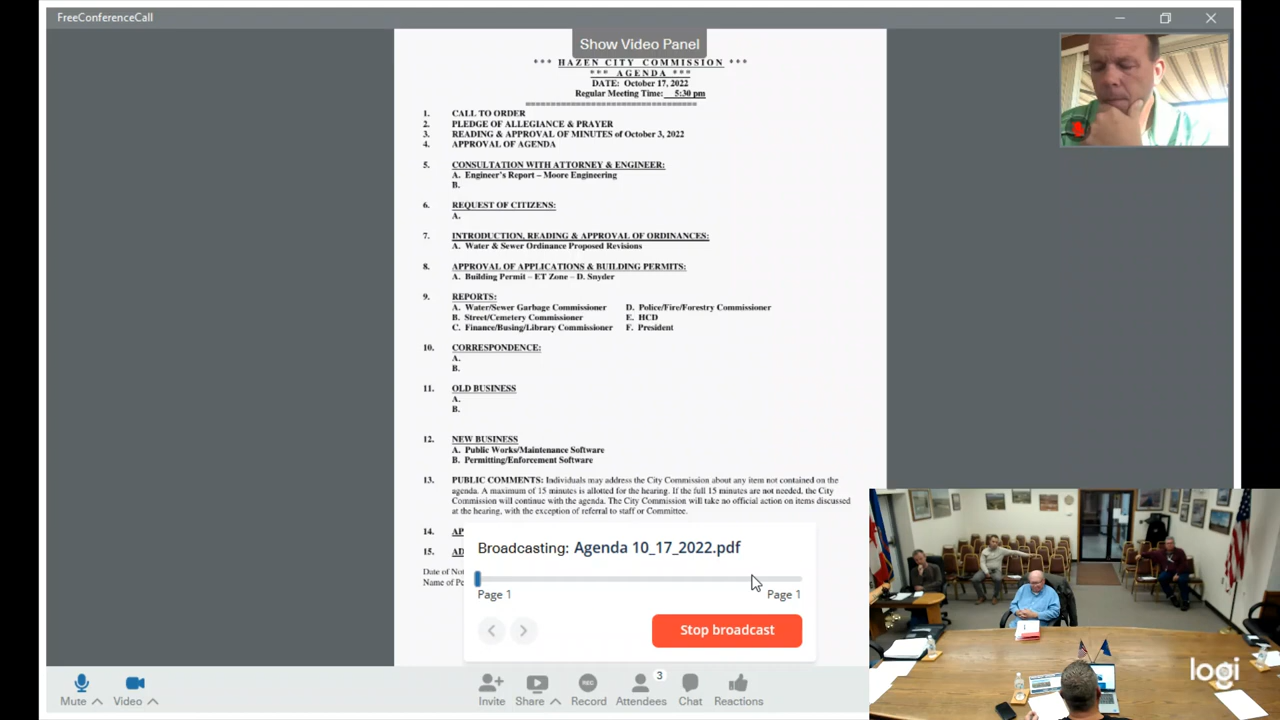 FreeConferenceCall
Show Video Panel
*** HAZEN CITY COMMISSION ***
*** AGENDA ***
DATE: October 17, 2022
Regular Meeting Time: 5:30 pm
1. CALL TO ORDER
2. PLEDGE OF ALLEGIANCE & PRAYER
3. READING & APPROVAL OF MINUTES of October 3, 2022
4. APPROVAL OF AGENDA
5. CONSULTATION WITH ATTORNEY & ENGINEER:
A. Engineer's Report – Moore Engineering
B.
6. REQUEST OF CITIZENS:
A.
7. INTRODUCTION, READING & APPROVAL OF ORDINANCES:
A. Water & Sewer Ordinance Proposed Revisions
8. APPROVAL OF APPLICATIONS & BUILDING PERMITS:
A. Building Permit – ET Zone – D. Snyder
9. REPORTS:
A. Water/Sewer Garbage Commissioner D. Police/Fire/Forestry Commissioner
B. Street/Cemetery Commissioner E. HCD
C. Finance/Busing/Library Commissioner F. President
10. CORRESPONDENCE:
A.
B.
11. OLD BUSINESS
A.
B.
12. NEW BUSINESS
A. Public Works/Maintenance Software
B. Permitting/Enforcement Software
13. PUBLIC COMMENTS: Individuals may address the City Commission about any item not contained on the
agenda. A maximum of 15 minutes is allotted for the hearing. If the full 15 minutes are not needed, the City
Commission will continue with the agenda. The City Commission will take no official action on items discussed
at the hearing, with the exception of referral to staff or Committee.
14. AP
15. AD
Date of Not
Name of Pe
Broadcasting: Agenda 10_17_2022.pdf
Page 1 Page 1
Stop broadcast
Mute Video Invite Share Record Attendees 3 Chat Reactions
logi